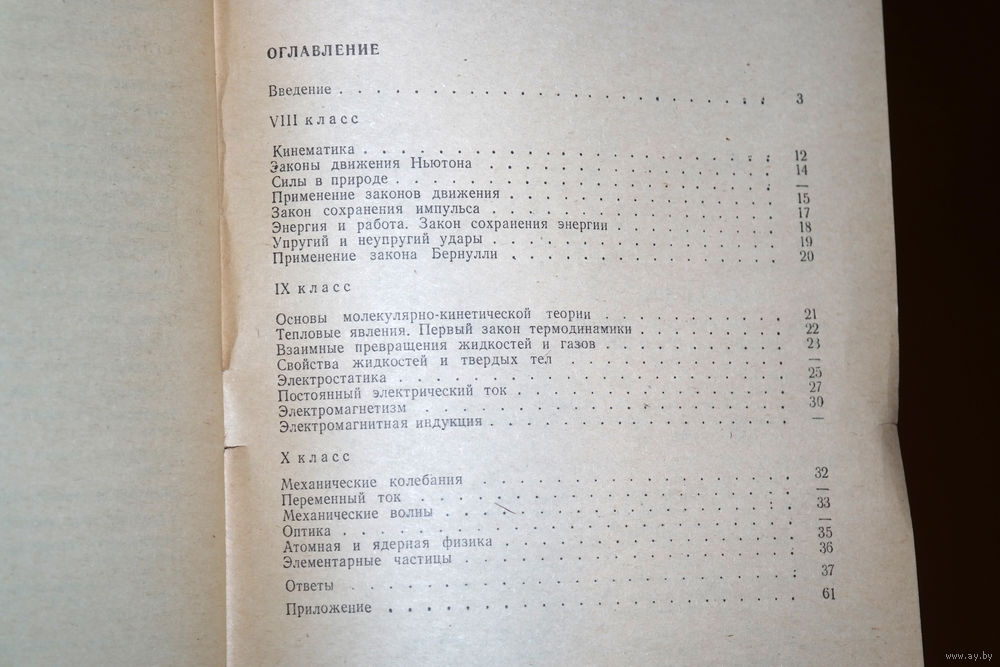 ОГЛАВЛЕНИЕ
Введение . . . . . . . . . . . . . . . . . . . . . . . 3
VIII класс
Кинематика . . . . . . . . . . . . . . . . . . . . . . 12
Законы движения Ньютона . . . . . . . . . . . . . . . . 14
Силы в природе . . . . . . . . . . . . . . . . . . . . —
Применение законов движения . . . . . . . . . . . . . . 15
Закон сохранения импульса . . . . . . . . . . . . . . . 17
Энергия и работа. Закон сохранения энергии . . . . . . . . 18
Упругий и неупругий удары . . . . . . . . . . . . . . . 19
Применение закона Бернулли . . . . . . . . . . . . . . 20
IX класс
Основы молекулярно-кинетической теории . . . . . . . . . 21
Тепловые явления. Первый закон термодинамики . . . . . . . 22
Взаимные превращения жидкостей и газов . . . . . . . . . 23
Свойства жидкостей и твердых тел . . . . . . . . . . . . —
Электростатика . . . . . . . . . . . . . . . . . . . . 25
Постоянный электрический ток . . . . . . . . . . . . . . 27
Электромагнетизм . . . . . . . . . . . . . . . . . . . 30
Электромагнитная индукция . . . . . . . . . . . . . . . —
X класс
Механические колебания . . . . . . . . . . . . . . . . 32
Переменный ток . . . . . . . . . . . . . . . . . . . . —
Механические волны . . . . . . . . . . . . . . . . . . 33
Оптика . . . . . . . . . . . . . . . . . . . . . . . —
Атомная и ядерная физика . . . . . . . . . . . . . . . 35
Элементарные частицы . . . . . . . . . . . . . . . . . 36
Ответы . . . . . . . . . . . . . . . . . . . . . . . 37
Приложение . . . . . . . . . . . . . . . . . . . . . 61
www.ay.by